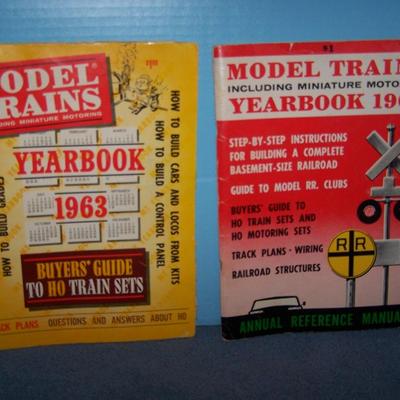 MODEL
TRAINS
INCLUDING MINIATURE MOTORING
YEARBOOK
1963
HOW TO BUILD CARS AND LOCOS FROM KITS
HOW TO BUILD A CONTROL PANEL
HOW TO BUILD
BUYERS' GUIDE
TO HO TRAIN SETS
PLANS QUESTIONS AND ANSWERS ABOUT HO
$1
MODEL TRAIN
INCLUDING MINIATURE MOTO
YEARBOOK 196
STEP-BY-STEP INSTRUCTIONS
FOR BUILDING A COMPLETE
BASEMENT-SIZE RAILROAD
GUIDE TO MODEL RR. CLUBS
BUYERS' GUIDE TO
HO TRAIN SETS AND
HO MOTORING SETS
TRACK PLANS · WIRING
RAILROAD STRUCTURES
R R
ANNUAL REFERENCE MANUA